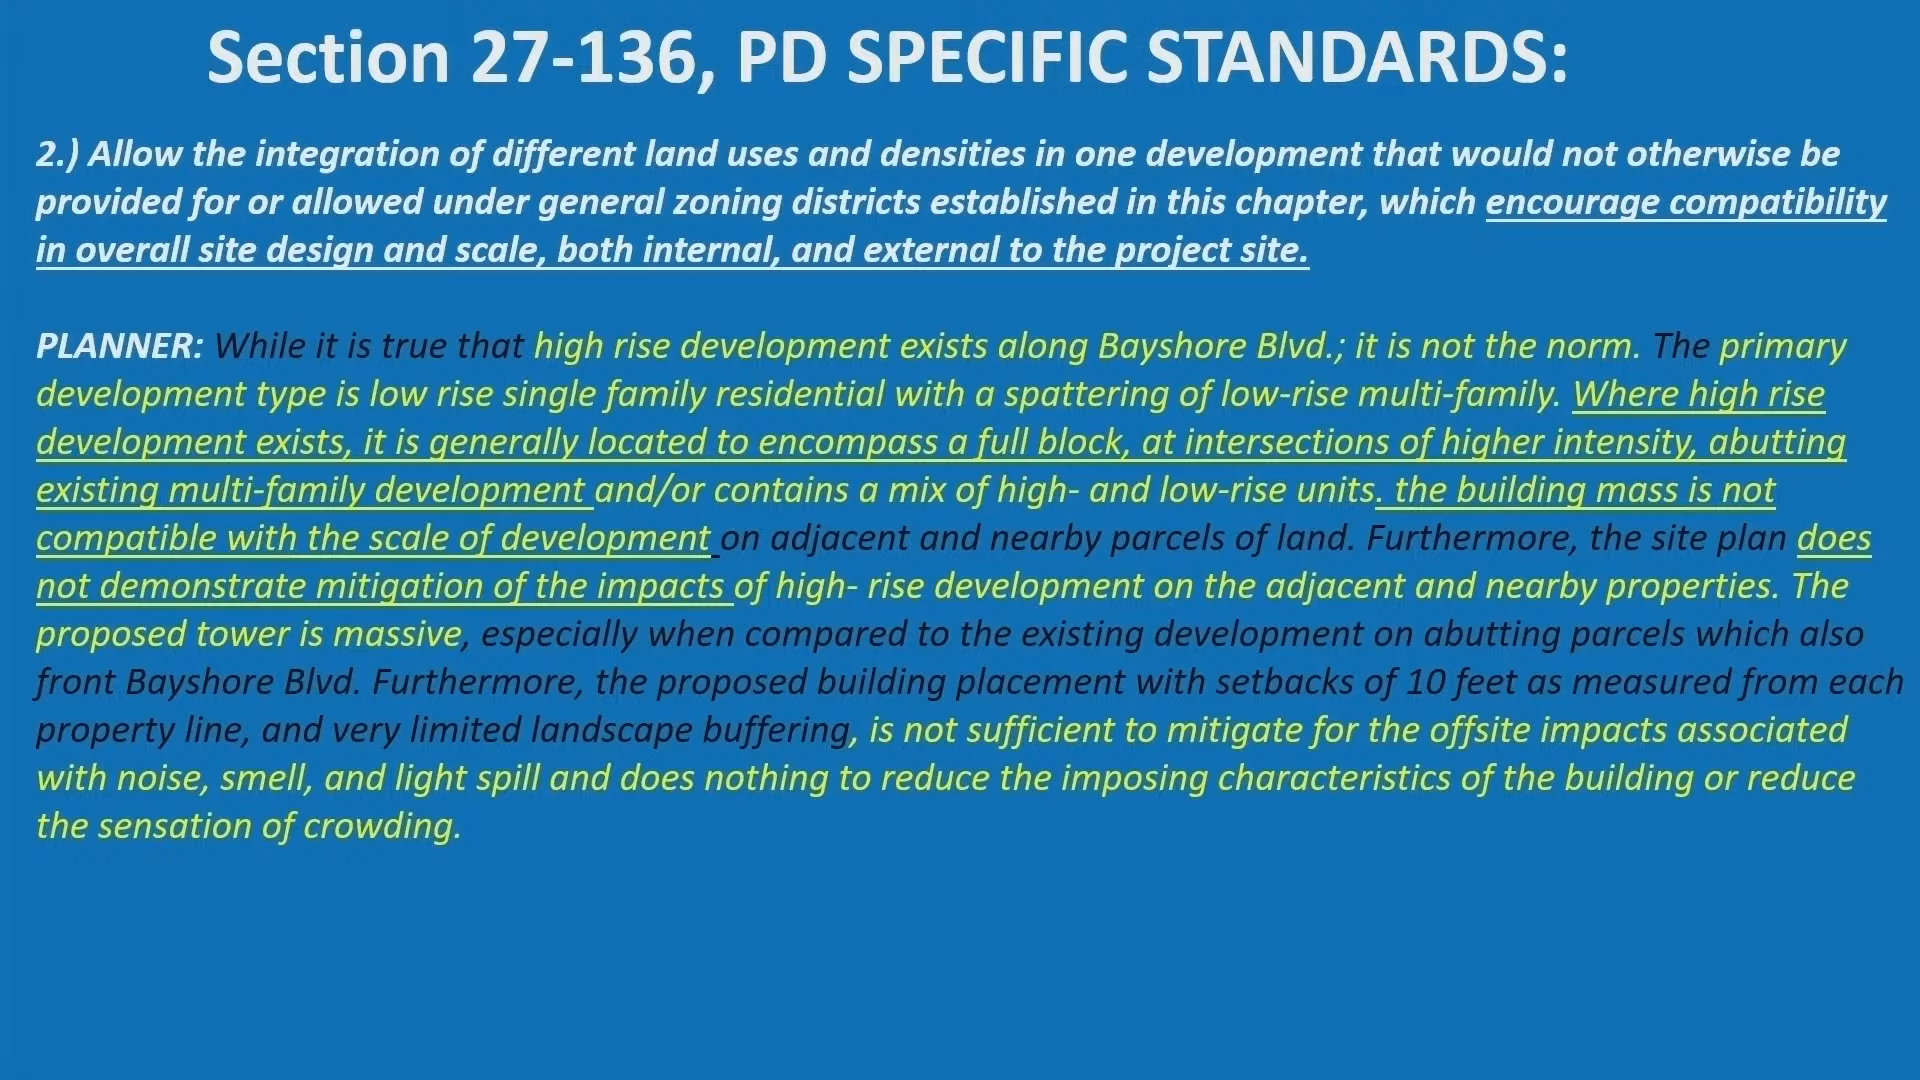 Section 27-136, PD SPECIFIC STANDARDS:
2.) Allow the integration of different land uses and densities in one development that would not otherwise be
provided for or allowed under general zoning districts established in this chapter, which encourage compatibility
in overall site design and scale, both internal, and external to the project site.
PLANNER: While it is true that high rise development exists along Bayshore Blvd.; it is not the norm. The primary
development type is low rise single family residential with a spattering of low-rise multi-family. Where high rise
development exists, it is generally located to encompass a full block, at intersections of higher intensity, abutting
existing multi-family development and/or contains a mix of high- and low-rise units. the building mass is not
compatible with the scale of development on adjacent and nearby parcels of land. Furthermore, the site plan does
not demonstrate mitigation of the impacts of high- rise development on the adjacent and nearby properties. The
proposed tower is massive, especially when compared to the existing development on abutting parcels which also
front Bayshore Blvd. Furthermore, the proposed building placement with setbacks of 10 feet as measured from each
property line, and very limited landscape buffering, is not sufficient to mitigate for the offsite impacts associated
with noise, smell, and light spill and does nothing to reduce the imposing characteristics of the building or reduce
the sensation of crowding.